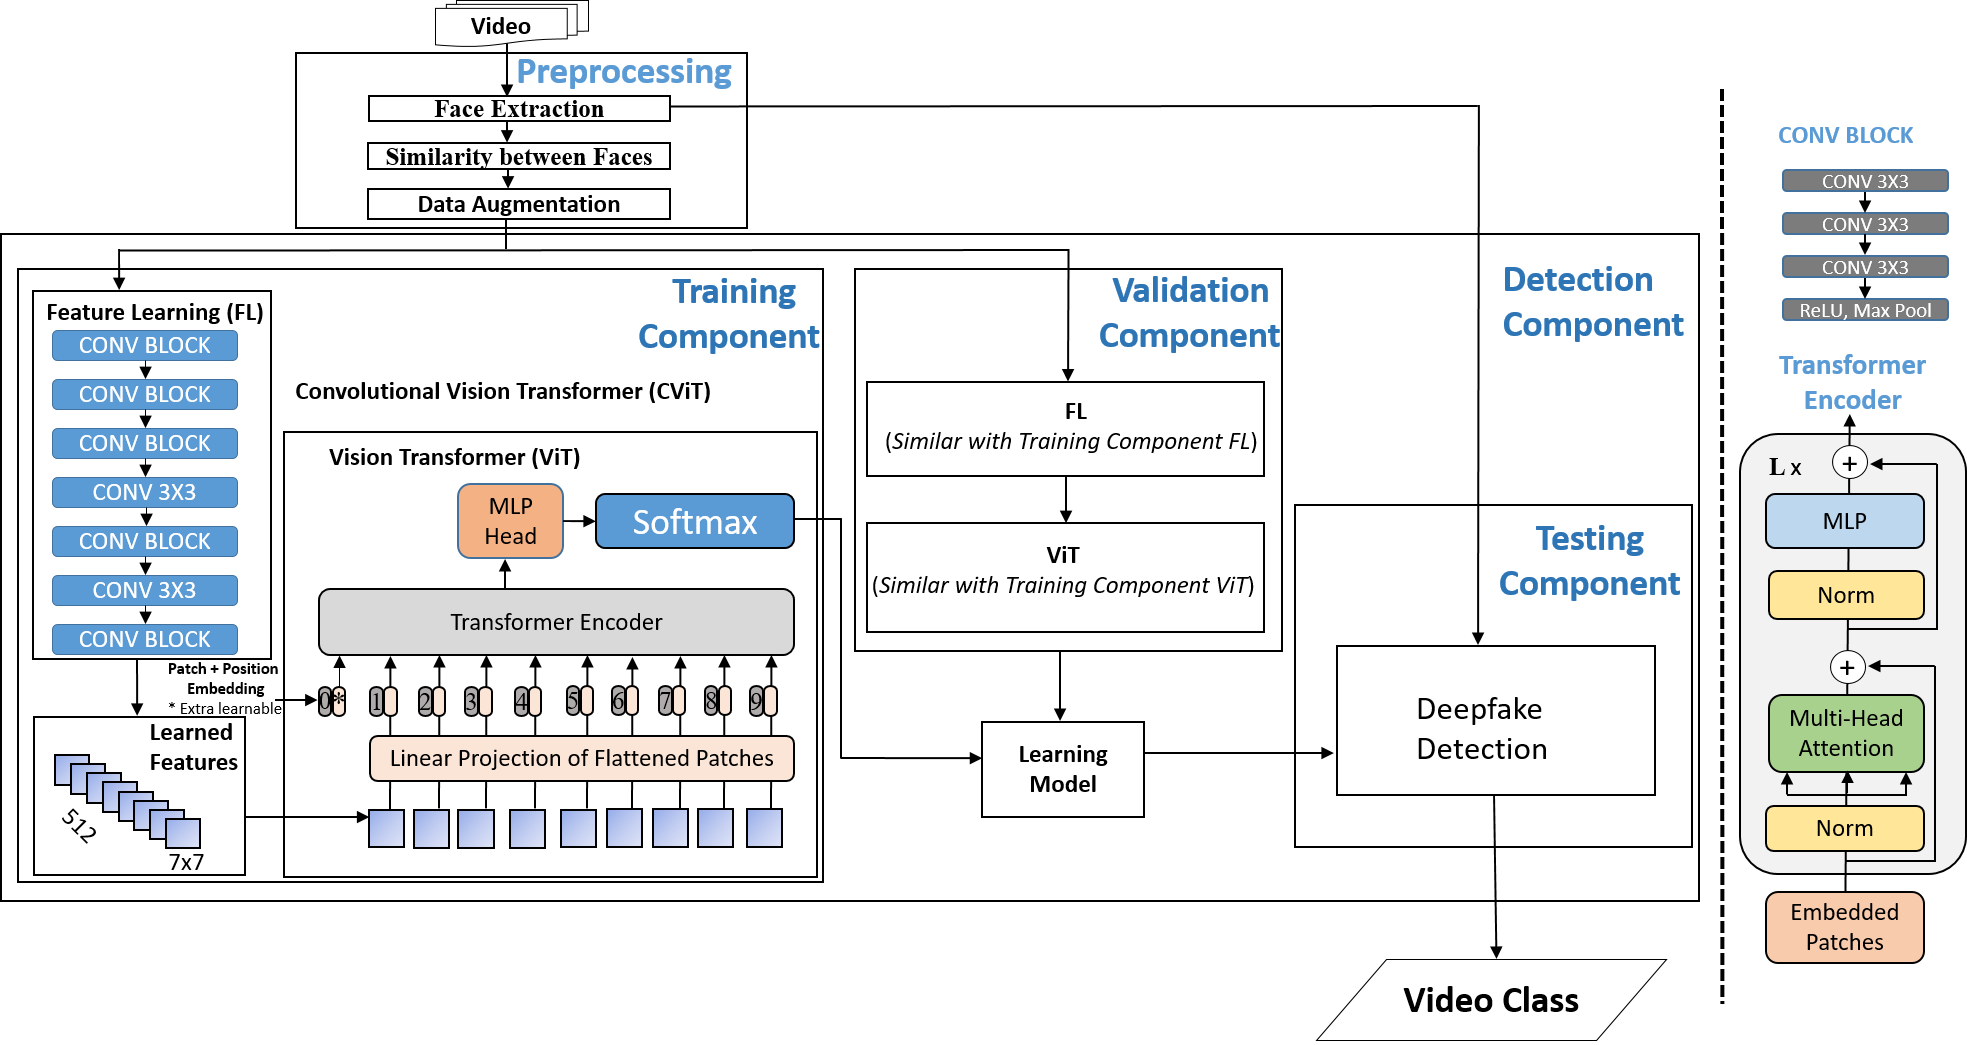 Video
Preprocessing
Face Extraction
Similarity between Faces
Data Augmentation
Training
Component
Feature Learning (FL)
CONV BLOCK
CONV BLOCK
CONV BLOCK
CONV 3X3
CONV BLOCK
CONV 3X3
CONV BLOCK
Convolutional Vision Transformer (CViT)
Vision Transformer (ViT)
MLP
Head
Softmax
Transformer Encoder
Patch + Position
Embedding
* Extra learnable
0 * 1 2 3 4 5 6 7 8 9
Linear Projection of Flattened Patches
Learned
Features
512
7x7
Validation
Component
FL
(Similar with Training Component FL)
ViT
(Similar with Training Component ViT)
Learning
Model
Detection
Component
Testing
Component
Deepfake
Detection
Video Class
CONV BLOCK
CONV 3X3
CONV 3X3
CONV 3X3
ReLU, Max Pool
Transformer
Encoder
L x
+
MLP
Norm
+
Multi-Head
Attention
Norm
Embedded
Patches